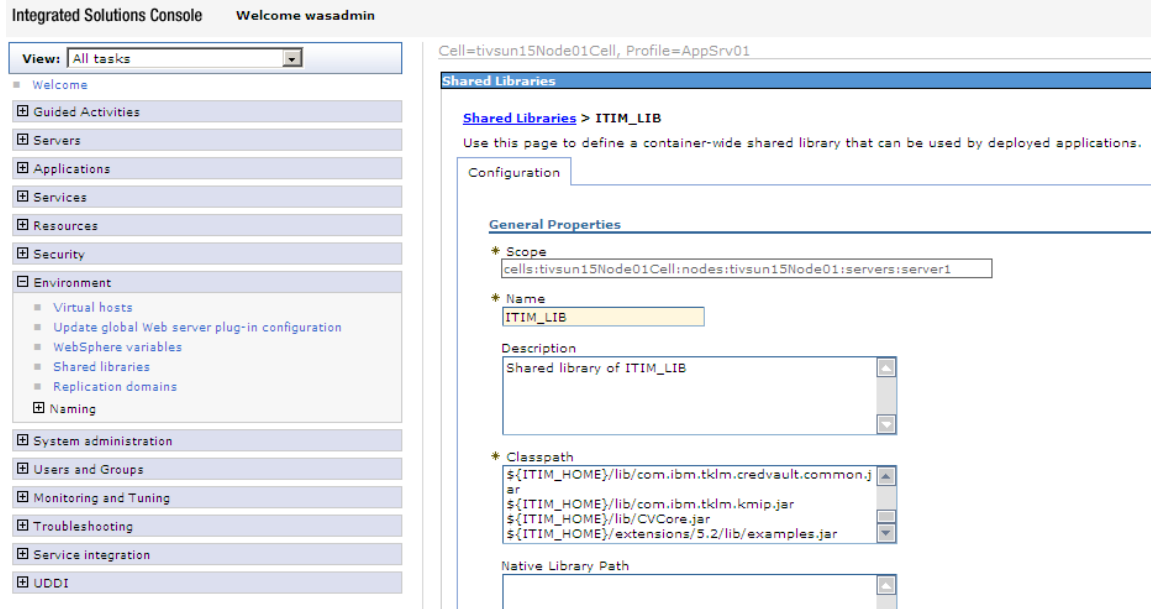 Integrated Solutions Console Welcome wasadmin
View: All tasks
Welcome
Guided Activities
Servers
Applications
Services
Resources
Security
Environment
Virtual hosts
Update global Web server plug-in configuration
WebSphere variables
Shared libraries
Replication domains
Naming
System administration
Users and Groups
Monitoring and Tuning
Troubleshooting
Service integration
UDDI
Cell=tivsun15Node01Cell, Profile=AppSrv01
Shared Libraries
Shared Libraries > ITIM_LIB
Use this page to define a container-wide shared library that can be used by deployed applications.
Configuration
General Properties
* Scope
cells:tivsun15Node01Cell:nodes:tivsun15Node01:servers:server1
* Name
ITIM_LIB
Description
Shared library of ITIM_LIB
* Classpath
${ITIM_HOME}/lib/com.ibm.tklm.credvault.common.j
ar
${ITIM_HOME}/lib/com.ibm.tklm.kmip.jar
${ITIM_HOME}/lib/CVCore.jar
${ITIM_HOME}/extensions/5.2/lib/examples.jar
Native Library Path